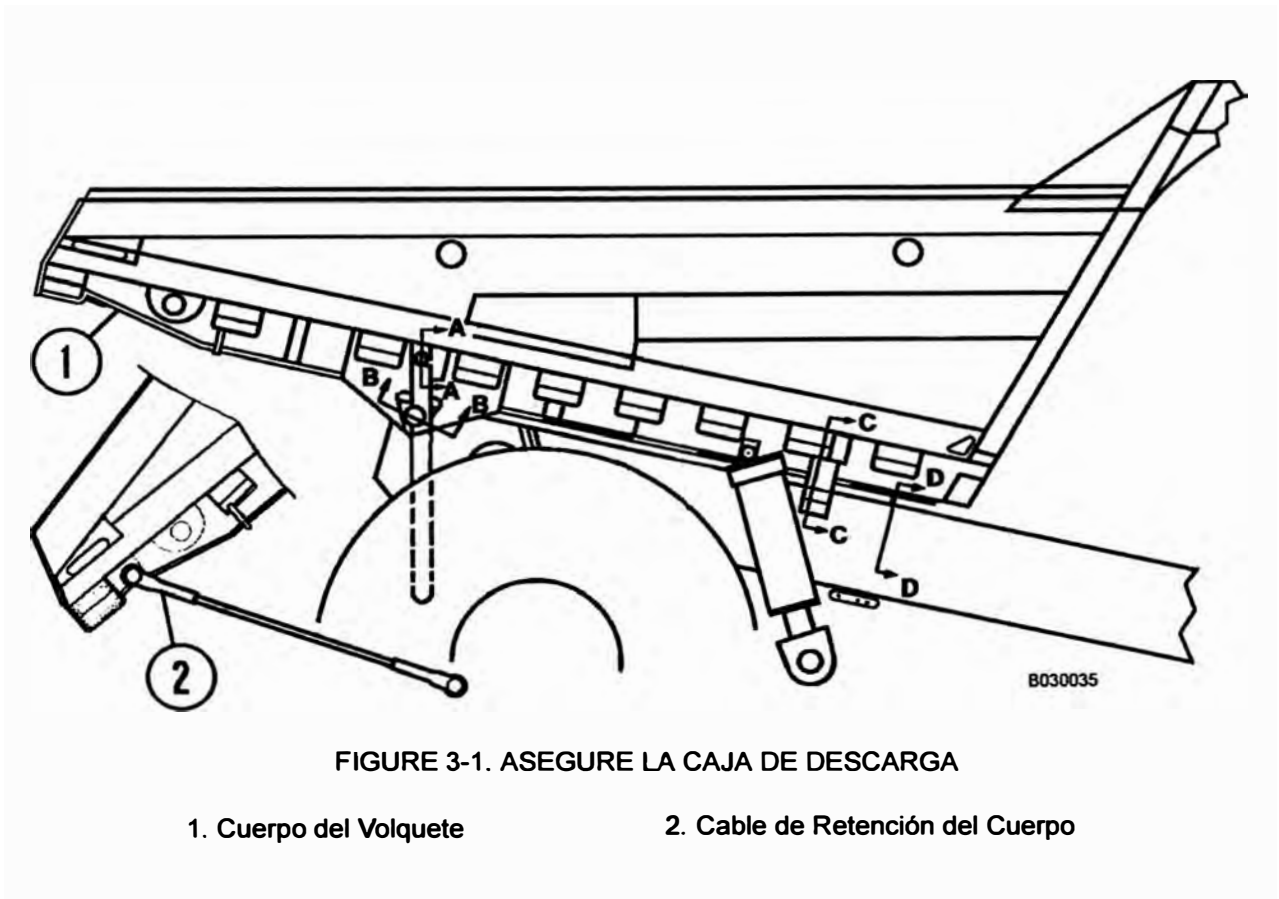 A
1
B
A
B
C
C
D
D
2
B030035
FIGURE 3-1. ASEGURE LA CAJA DE DESCARGA
1. Cuerpo del Volquete
2. Cable de Retención del Cuerpo